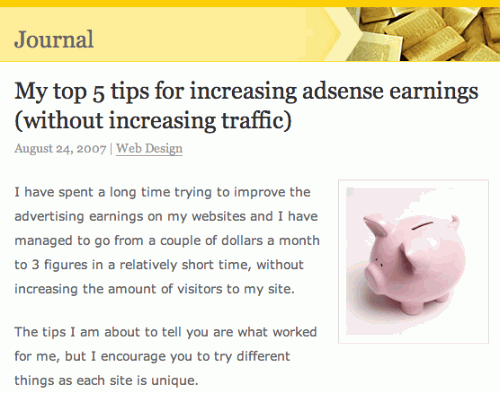 Journal
My top 5 tips for increasing adsense earnings
(without increasing traffic)
August 24, 2007 | Web Design
I have spent a long time trying to improve the
advertising earnings on my websites and I have
managed to go from a couple of dollars a month
to 3 figures in a relatively short time, without
increasing the amount of visitors to my site.
The tips I am about to tell you are what worked
for me, but I encourage you to try different
things as each site is unique.